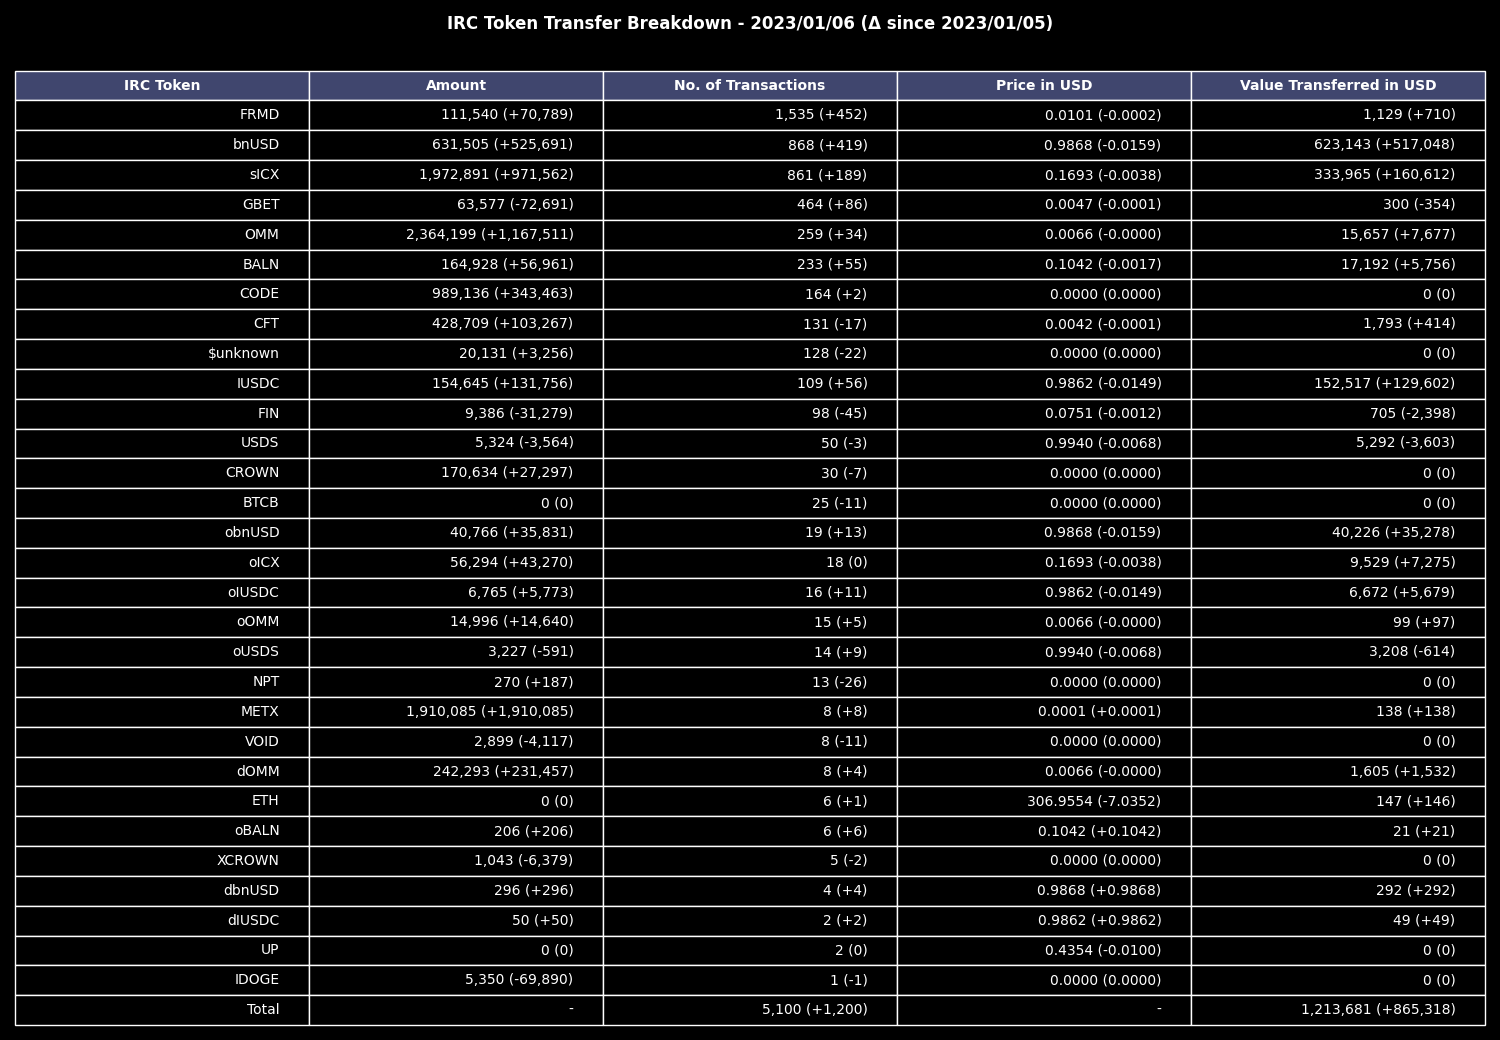 IRC Token Transfer Breakdown - 2023/01/06 (Δ since 2023/01/05)
IRC Token Amount No. of Transactions Price in USD Value Transferred in USD
FRMD 111,540 (+70,789) 1,535 (+452) 0.0101 (-0.0002) 1,129 (+710)
bnUSD 631,505 (+525,691) 868 (+419) 0.9868 (-0.0159) 623,143 (+517,048)
sICX 1,972,891 (+971,562) 861 (+189) 0.1693 (-0.0038) 333,965 (+160,612)
GBET 63,577 (-72,691) 464 (+86) 0.0047 (-0.0001) 300 (-354)
OMM 2,364,199 (+1,167,511) 259 (+34) 0.0066 (-0.0000) 15,657 (+7,677)
BALN 164,928 (+56,961) 233 (+55) 0.1042 (-0.0017) 17,192 (+5,756)
CODE 989,136 (+343,463) 164 (+2) 0.0000 (0.0000) 0 (0)
CFT 428,709 (+103,267) 131 (-17) 0.0042 (-0.0001) 1,793 (+414)
$unknown 20,131 (+3,256) 128 (-22) 0.0000 (0.0000) 0 (0)
IUSDC 154,645 (+131,756) 109 (+56) 0.9862 (-0.0149) 152,517 (+129,602)
FIN 9,386 (-31,279) 98 (-45) 0.0751 (-0.0012) 705 (-2,398)
USDS 5,324 (-3,564) 50 (-3) 0.9940 (-0.0068) 5,292 (-3,603)
CROWN 170,634 (+27,297) 30 (-7) 0.0000 (0.0000) 0 (0)
BTCB 0 (0) 25 (-11) 0.0000 (0.0000) 0 (0)
obnUSD 40,766 (+35,831) 19 (+13) 0.9868 (-0.0159) 40,226 (+35,278)
oICX 56,294 (+43,270) 18 (0) 0.1693 (-0.0038) 9,529 (+7,275)
oIUSDC 6,765 (+5,773) 16 (+11) 0.9862 (-0.0149) 6,672 (+5,679)
oOMM 14,996 (+14,640) 15 (+5) 0.0066 (-0.0000) 99 (+97)
oUSDS 3,227 (-591) 14 (+9) 0.9940 (-0.0068) 3,208 (-614)
NPT 270 (+187) 13 (-26) 0.0000 (0.0000) 0 (0)
METX 1,910,085 (+1,910,085) 8 (+8) 0.0001 (+0.0001) 138 (+138)
VOID 2,899 (-4,117) 8 (-11) 0.0000 (0.0000) 0 (0)
dOMM 242,293 (+231,457) 8 (+4) 0.0066 (-0.0000) 1,605 (+1,532)
ETH 0 (0) 6 (+1) 306.9554 (-7.0352) 147 (+146)
oBALN 206 (+206) 6 (+6) 0.1042 (+0.1042) 21 (+21)
XCROWN 1,043 (-6,379) 5 (-2) 0.0000 (0.0000) 0 (0)
dbnUSD 296 (+296) 4 (+4) 0.9868 (+0.9868) 292 (+292)
dIUSDC 50 (+50) 2 (+2) 0.9862 (+0.9862) 49 (+49)
UP 0 (0) 2 (0) 0.4354 (-0.0100) 0 (0)
IDOGE 5,350 (-69,890) 1 (-1) 0.0000 (0.0000) 0 (0)
Total - 5,100 (+1,200) - 1,213,681 (+865,318)